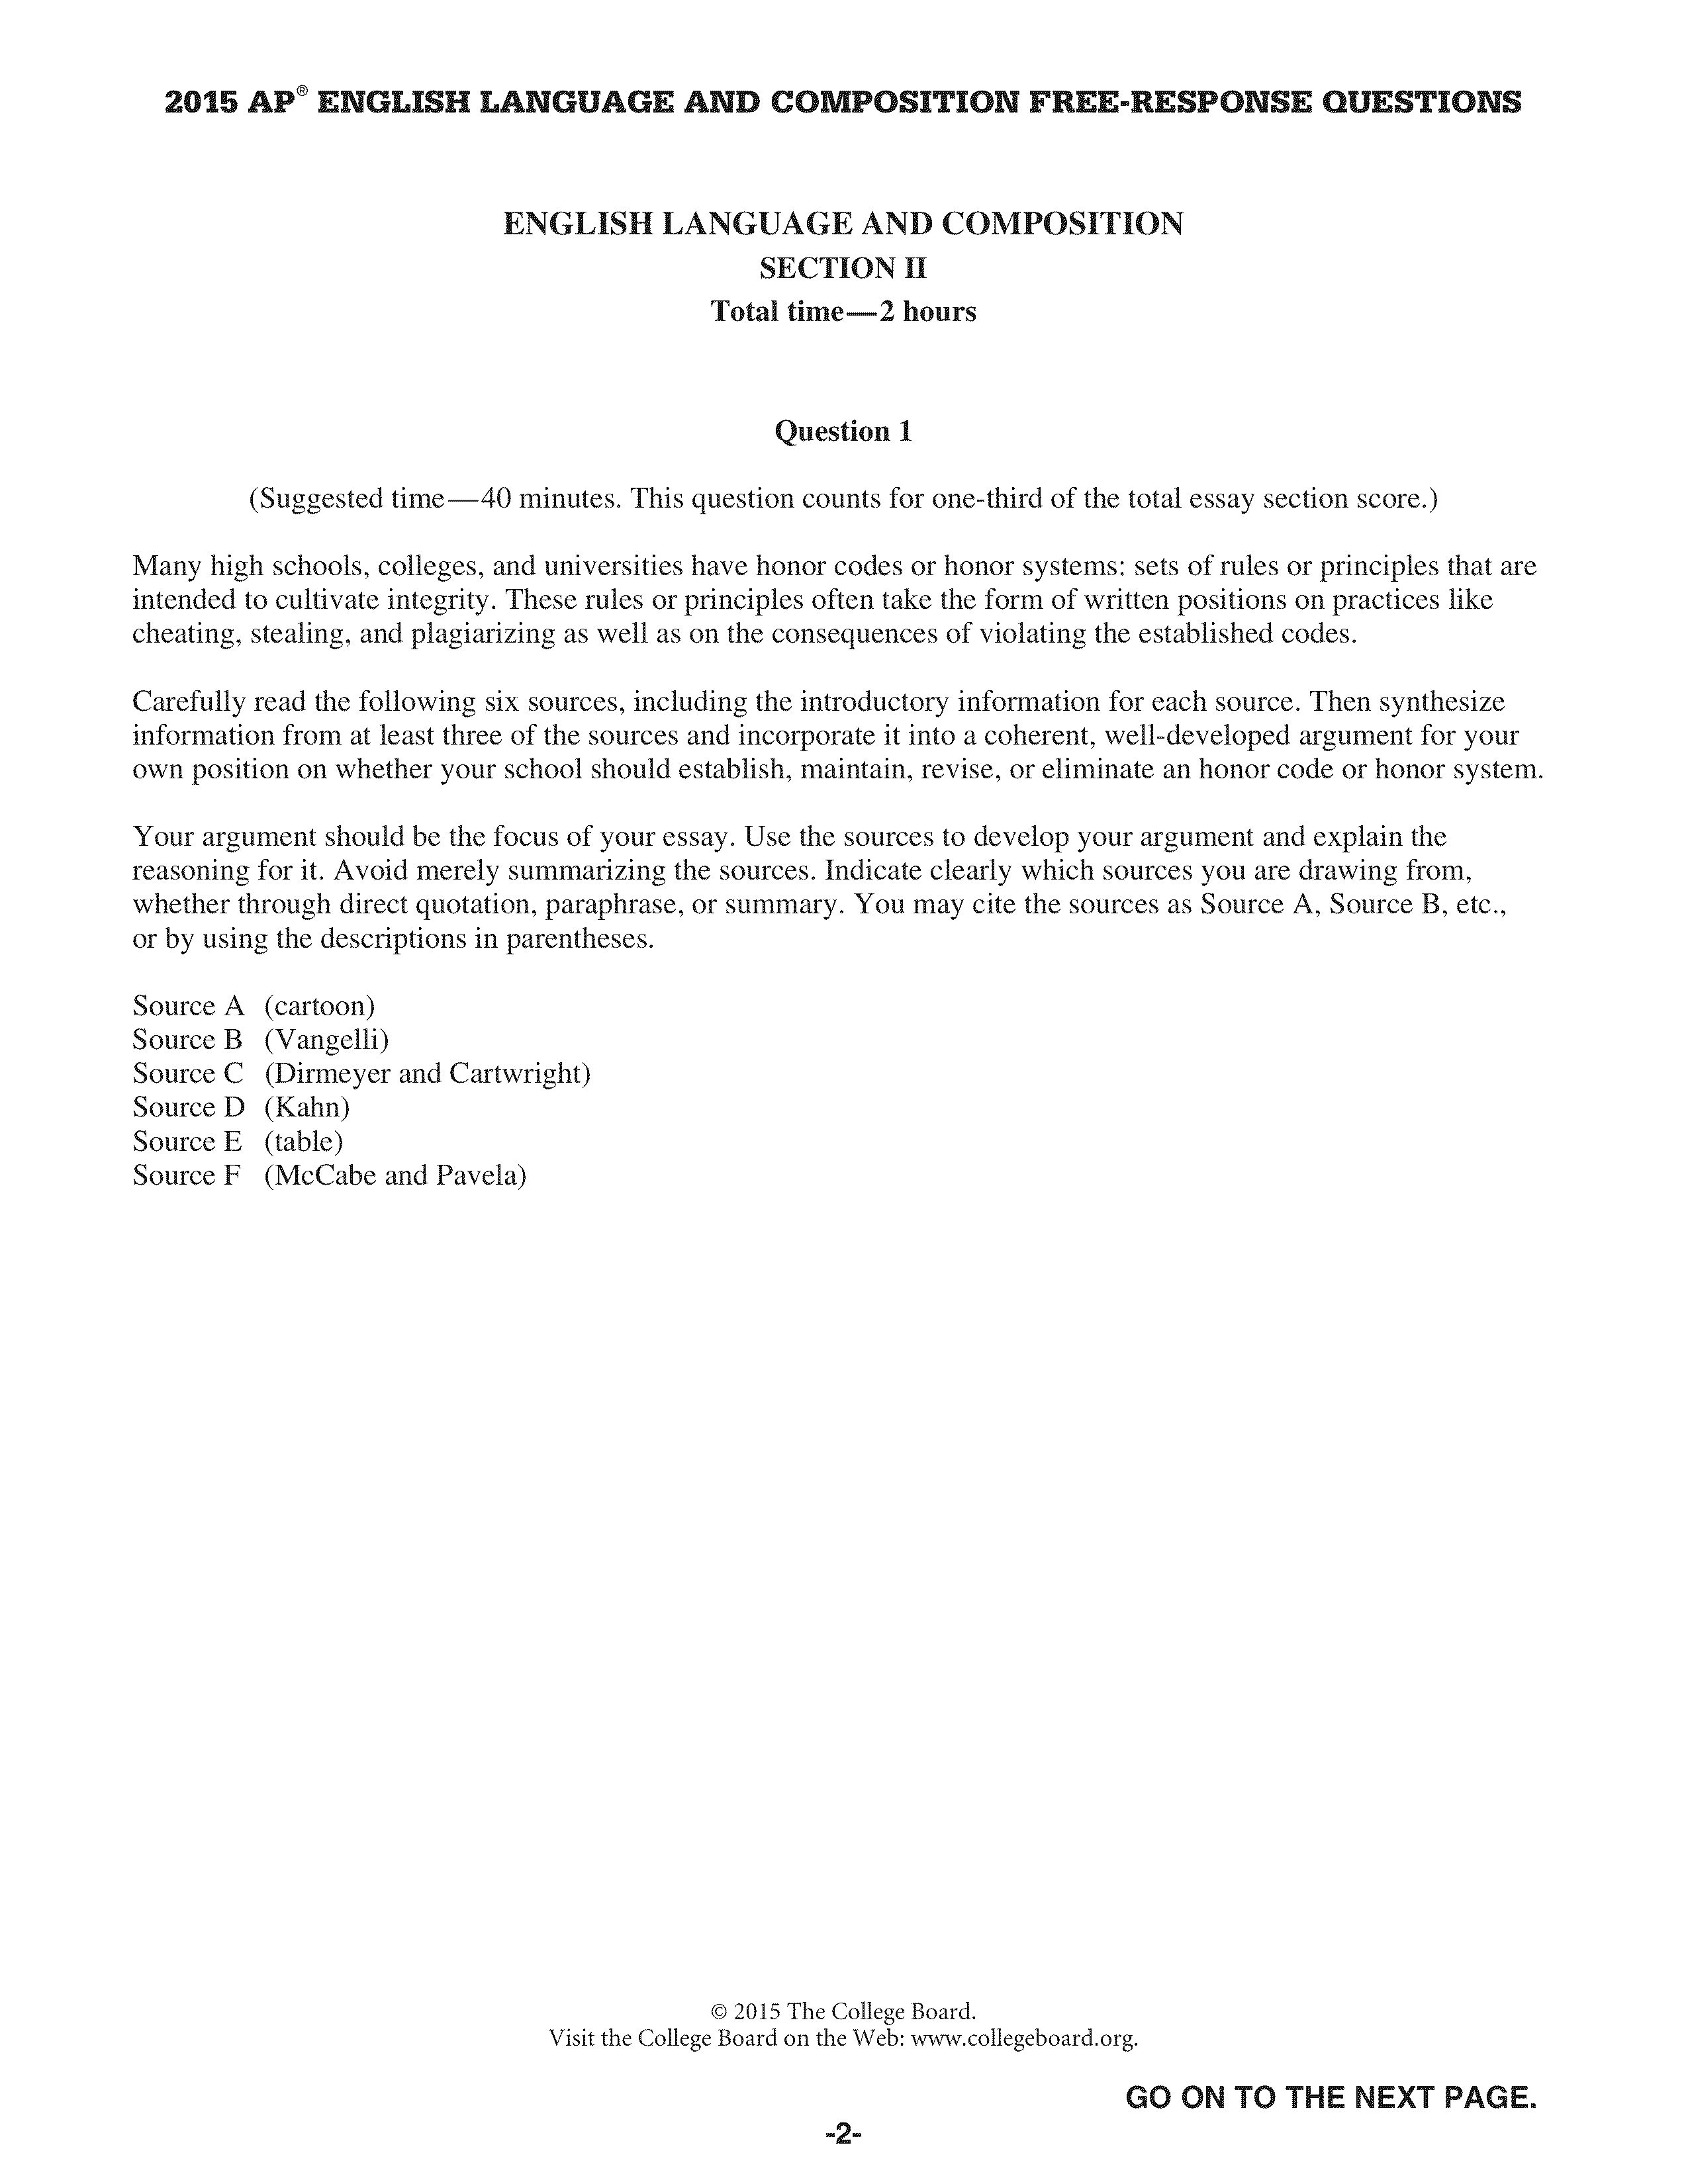 2015 AP® ENGLISH LANGUAGE AND COMPOSITION FREE-RESPONSE QUESTIONS
ENGLISH LANGUAGE AND COMPOSITION
SECTION II
Total time—2 hours
Question 1
(Suggested time—40 minutes. This question counts for one-third of the total essay section score.)
Many high schools, colleges, and universities have honor codes or honor systems: sets of rules or principles that are
intended to cultivate integrity. These rules or principles often take the form of written positions on practices like
cheating, stealing, and plagiarizing as well as on the consequences of violating the established codes.
Carefully read the following six sources, including the introductory information for each source. Then synthesize
information from at least three of the sources and incorporate it into a coherent, well-developed argument for your
own position on whether your school should establish, maintain, revise, or eliminate an honor code or honor system.
Your argument should be the focus of your essay. Use the sources to develop your argument and explain the
reasoning for it. Avoid merely summarizing the sources. Indicate clearly which sources you are drawing from,
whether through direct quotation, paraphrase, or summary. You may cite the sources as Source A, Source B, etc.,
or by using the descriptions in parentheses.
Source A (cartoon)
Source B (Vangelli)
Source C (Dirmeyer and Cartwright)
Source D (Kahn)
Source E (table)
Source F (McCabe and Pavela)
© 2015 The College Board.
Visit the College Board on the Web: www.collegeboard.org.
GO ON TO THE NEXT PAGE.
-2-